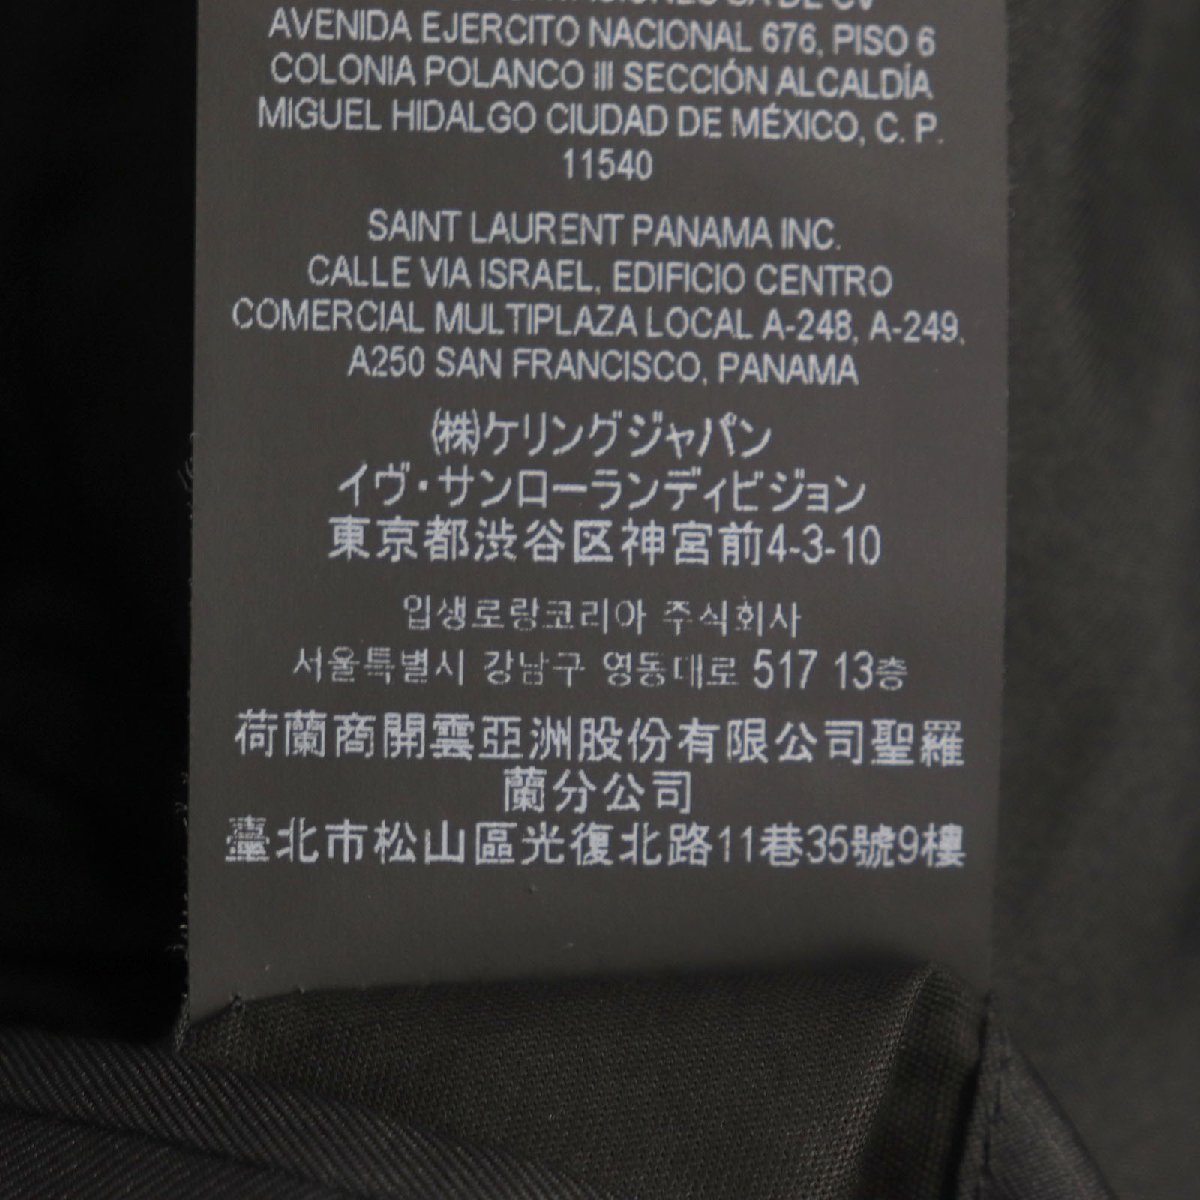 SA DE CV
AVENIDA EJERCITO NACIONAL 676, PISO 6
COLONIA POLANCO III SECCIÓN ALCALDÍA
MIGUEL HIDALGO CIUDAD DE MÉXICO, C. P.
11540
SAINT LAURENT PANAMA INC.
CALLE VIA ISRAEL, EDIFICIO CENTRO
COMERCIAL MULTIPLAZA LOCAL A-248, A-249,
A250 SAN FRANCISCO, PANAMA
㈱ケリングジャパン
イヴ・サンローランディビジョン
東京都渋谷区神宮前4-3-10
입생로랑코리아 주식회사
서울특별시 강남구 영동대로 517 13층
荷蘭商開雲亞洲股份有限公司聖羅
蘭分公司
臺北市松山區光復北路11巷35號9樓